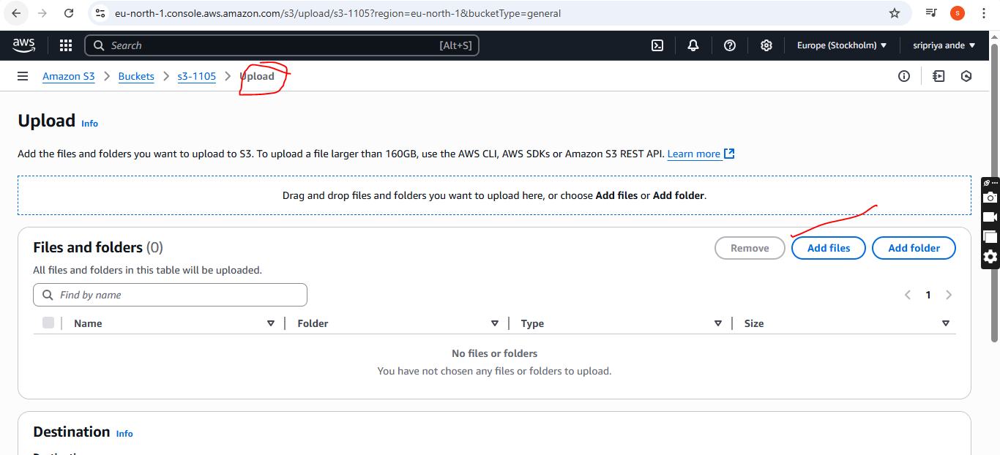 eu-north-1.console.aws.amazon.com/s3/upload/s3-1105?region=eu-north-1&bucketType=general
s
aws
Search
[Alt+S]
Europe (Stockholm)
sripriya ande
Amazon S3
Buckets
s3-1105
Upload
Upload Info
Add the files and folders you want to upload to S3. To upload a file larger than 160GB, use the AWS CLI, AWS SDKs or Amazon S3 REST API. Learn more
Drag and drop files and folders you want to upload here, or choose Add files or Add folder.
Files and folders (0)
Remove
Add files
Add folder
All files and folders in this table will be uploaded.
Find by name
1
Name
Folder
Type
Size
No files or folders
You have not chosen any files or folders to upload.
Destination Info